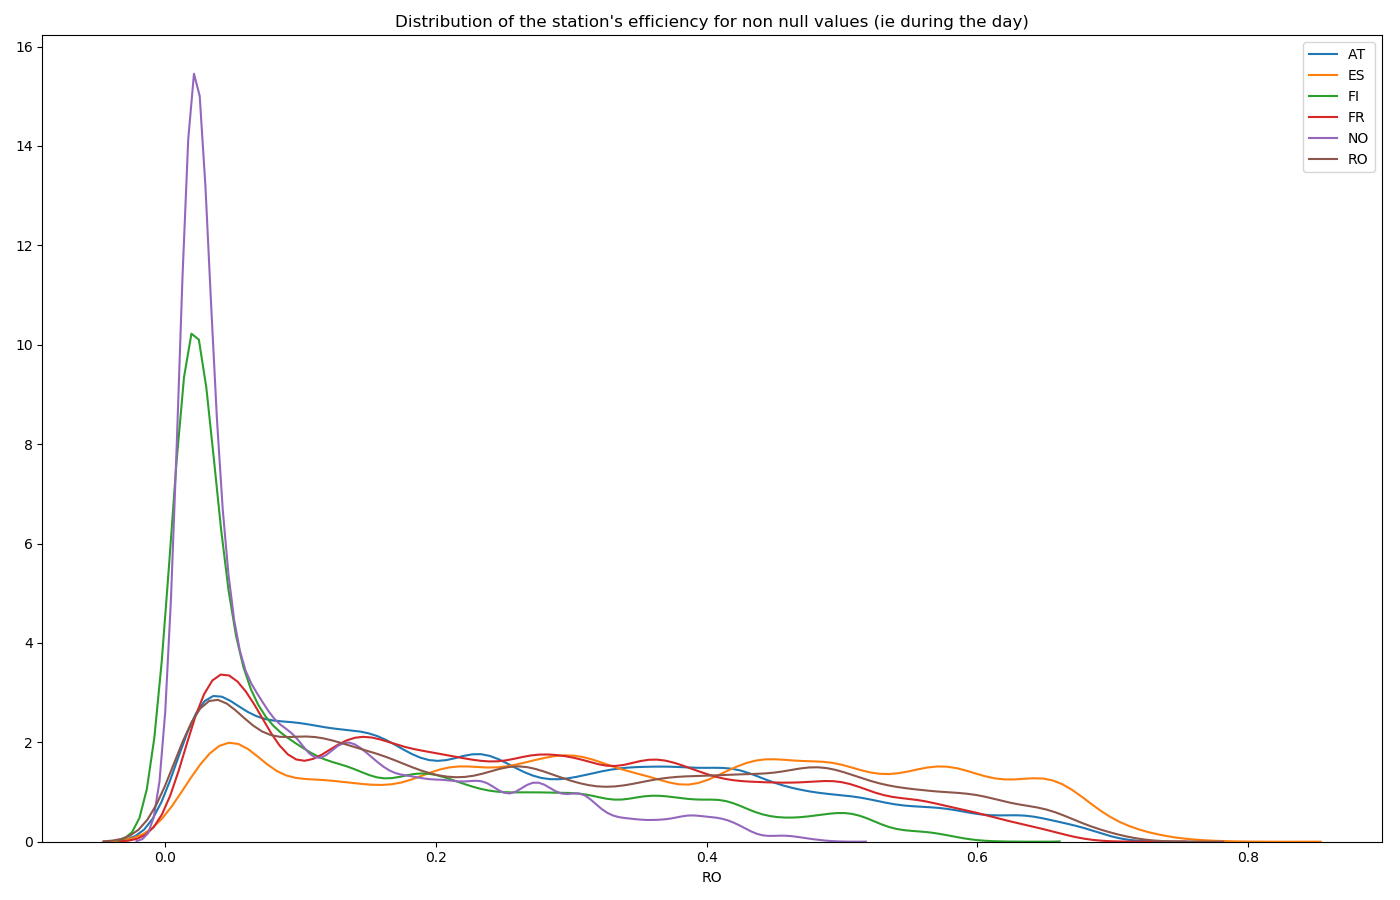 Distribution of the station's efficiency for non null values (ie during the day)
16
14
12
10
8
6
4
2
0
AT
ES
FI
FR
NO
RO
0.0
0.2
0.4
0.6
0.8
RO